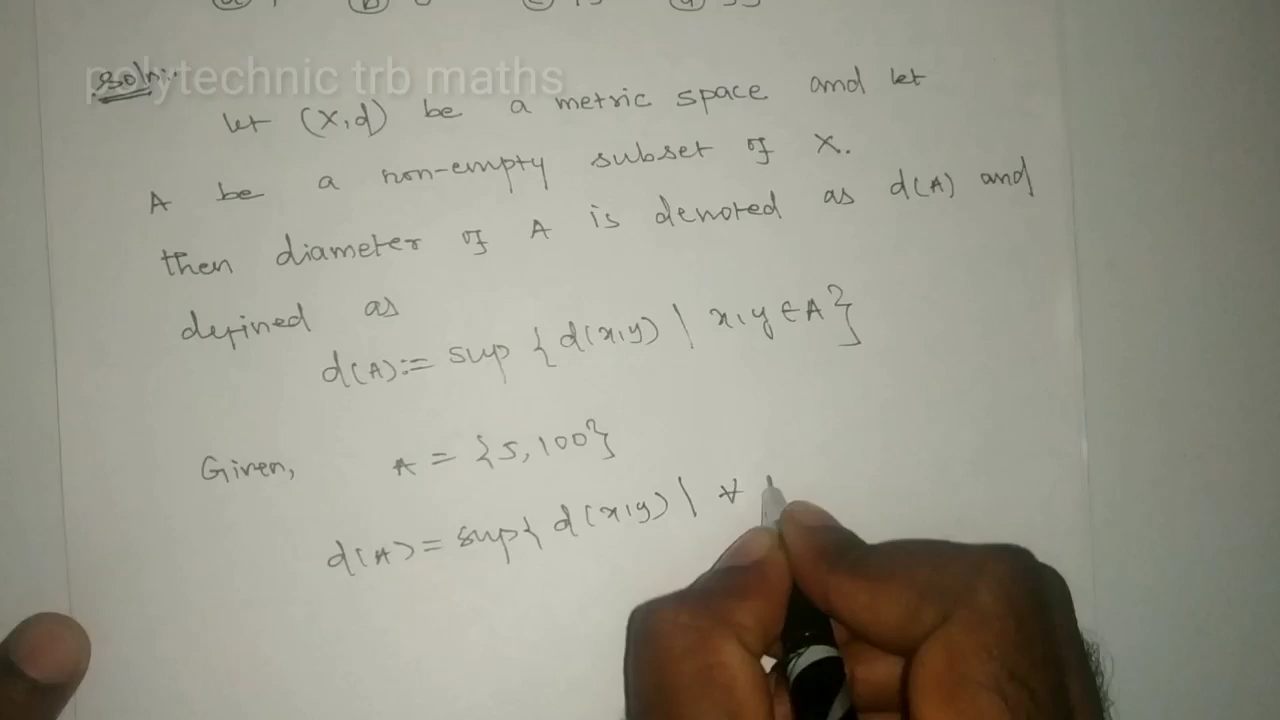 polytechnic trb maths
Soln:-
Let (X,d) be a metric space and let
A be a non-empty subset of X.
then diameter of A is denoted as d(A) and
defined as
d(A):= sup { d(x,y) | x,y ∈ A }
Given, A = {5,100}
d(A) = sup{ d(x,y) | ∀